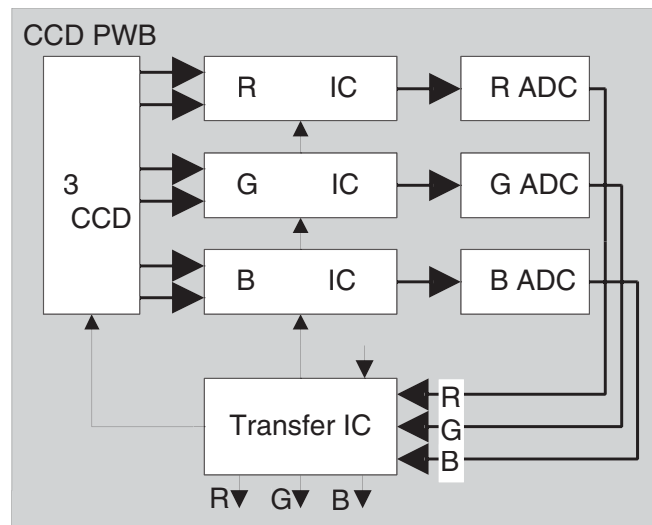 CCD PWB
R IC
R ADC
3
CCD
G IC
G ADC
B IC
B ADC
Transfer IC
R
G
B
R
G
B